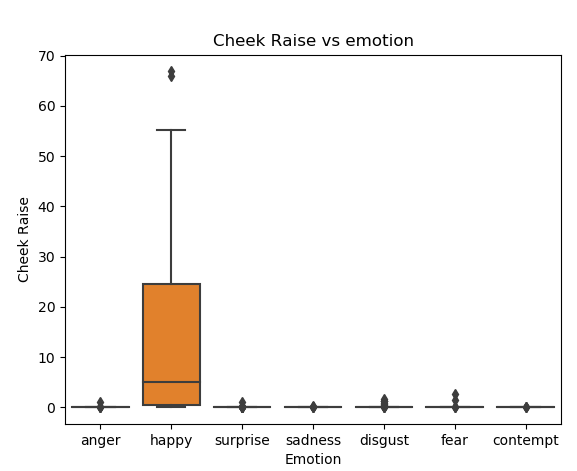 Cheek Raise vs emotion
70
60
50
40
30
20
10
0
Cheek Raise
anger happy surprise sadness disgust fear contempt
Emotion